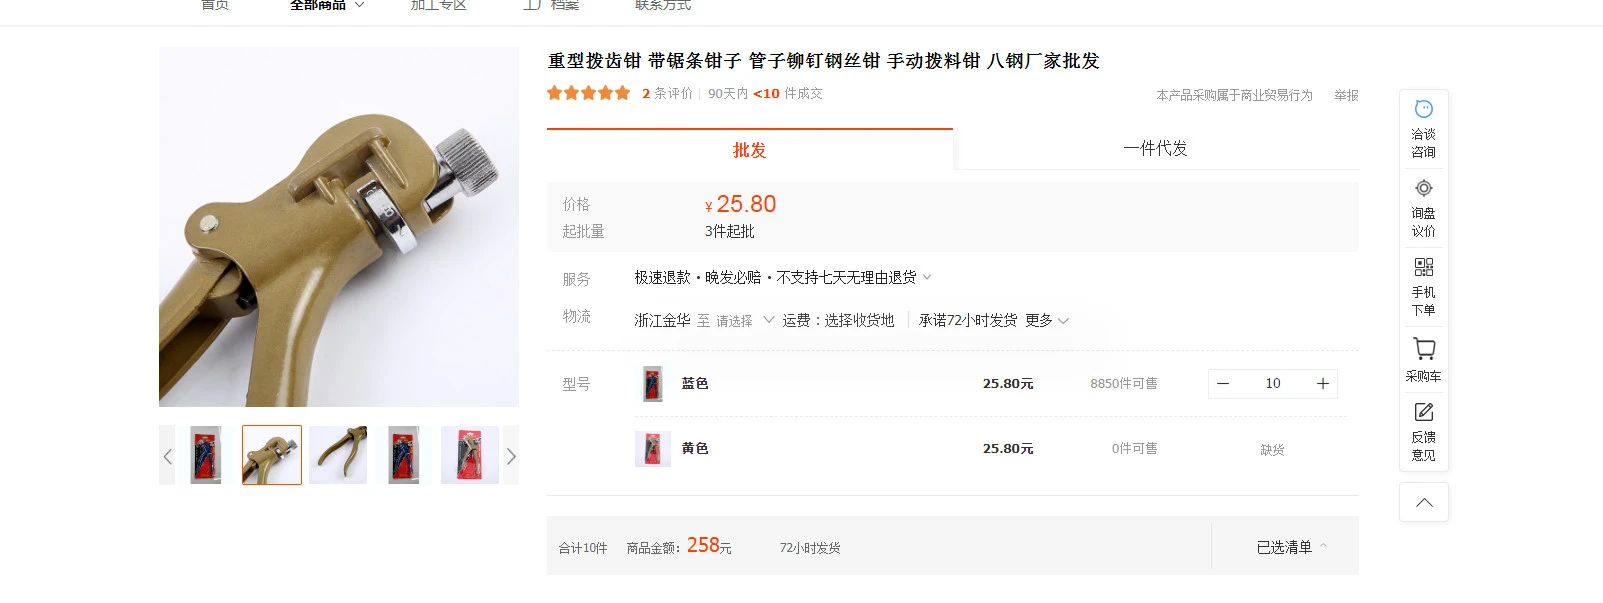 首页 全部商品 加工专区 工厂档案 联系方式
重型拨齿钳 带锯条钳子 管子铆钉钢丝钳 手动拨料钳 八钢厂家批发
2 条评价 90天内 <10 件成交
本产品采购属于商业贸易行为 举报
批发 一件代发
价格 ¥ 25.80
起批量 3件起批
服务 极速退款·晚发必赔·不支持七天无理由退货
物流 浙江金华 至 请选择 运费：选择收货地 承诺72小时发货 更多
型号 蓝色 25.80元 8850件可售 － 10 +
黄色 25.80元 0件可售 缺货
合计10件 商品金额： 258元 72小时发货 已选清单
洽谈
咨询
询盘
议价
手机
下单
采购车
反馈
意见